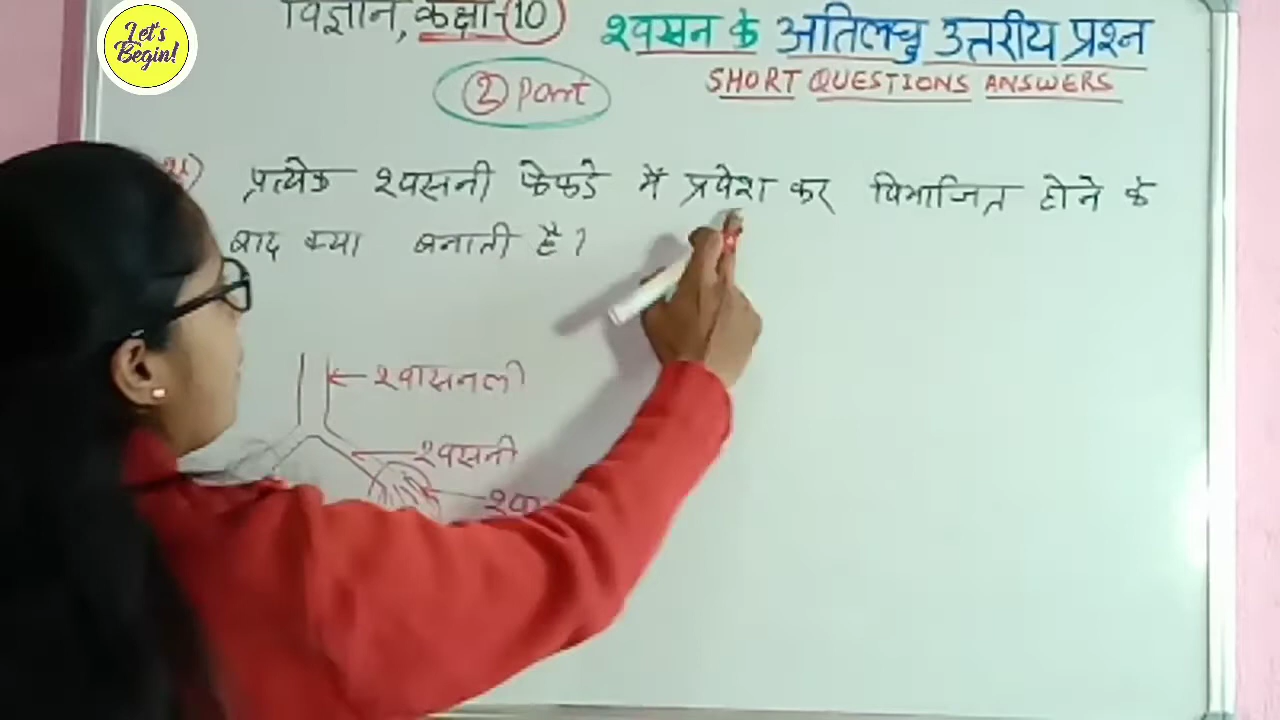 Let's
Begin!
विज्ञान, कक्षा-10
श्वसन के अतिलघु उत्तरीय प्रश्न
② Part
SHORT QUESTIONS ANSWERS
प्रत्येक श्वसनी फेफड़े में प्रवेश कर विभाजित होने के
बाद क्या बनाती है?
श्वासनली
श्वसनी